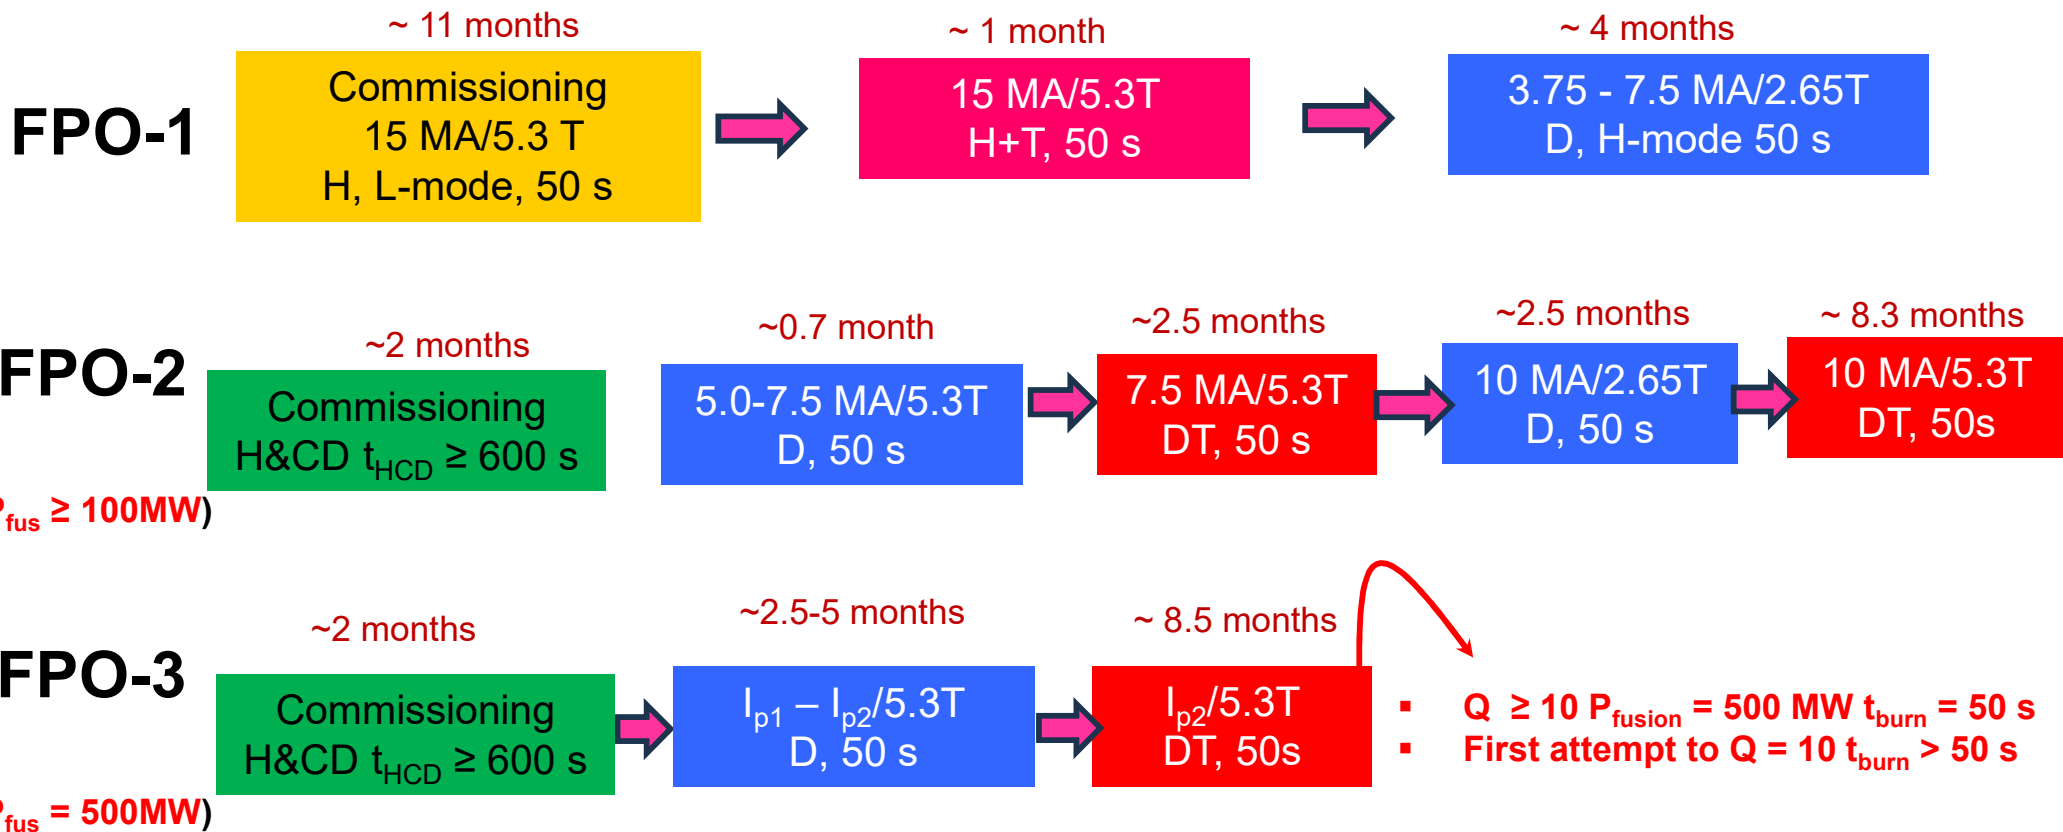 ~ 11 months
~ 1 month
~ 4 months
FPO-1
Commissioning
15 MA/5.3 T
H, L-mode, 50 s
15 MA/5.3T
H+T, 50 s
3.75 - 7.5 MA/2.65T
D, H-mode 50 s
~2 months
~0.7 month
~2.5 months
~2.5 months
~ 8.3 months
FPO-2
Commissioning
H&CD tHCD ≥ 600 s
5.0-7.5 MA/5.3T
D, 50 s
7.5 MA/5.3T
DT, 50 s
10 MA/2.65T
D, 50 s
10 MA/5.3T
DT, 50s
Pfus ≥ 100MW)
~2 months
~2.5-5 months
~ 8.5 months
FPO-3
Commissioning
H&CD tHCD ≥ 600 s
Ip1 – Ip2/5.3T
D, 50 s
Ip2/5.3T
DT, 50s
▪ Q ≥ 10 Pfusion = 500 MW tburn = 50 s
▪ First attempt to Q = 10 tburn > 50 s
Pfus = 500MW)